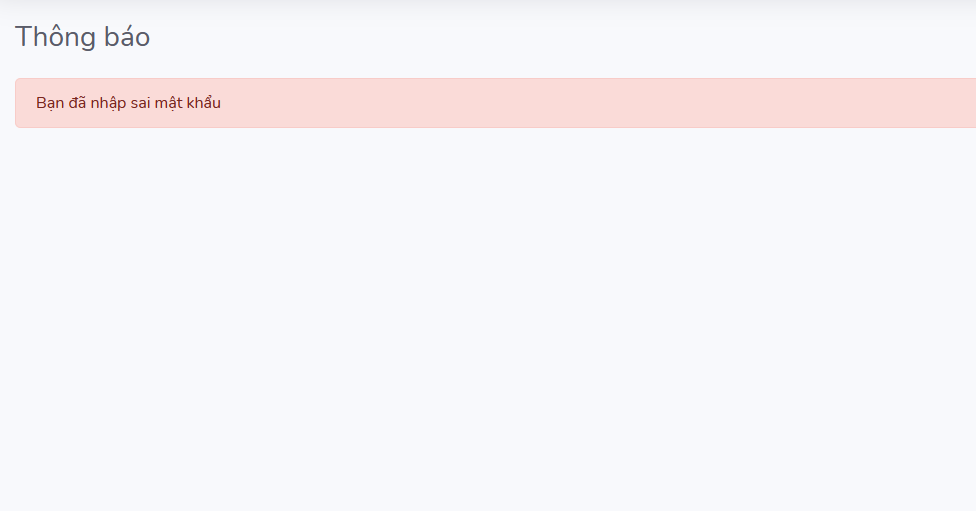 Thông báo
Bạn đã nhập sai mật khẩu